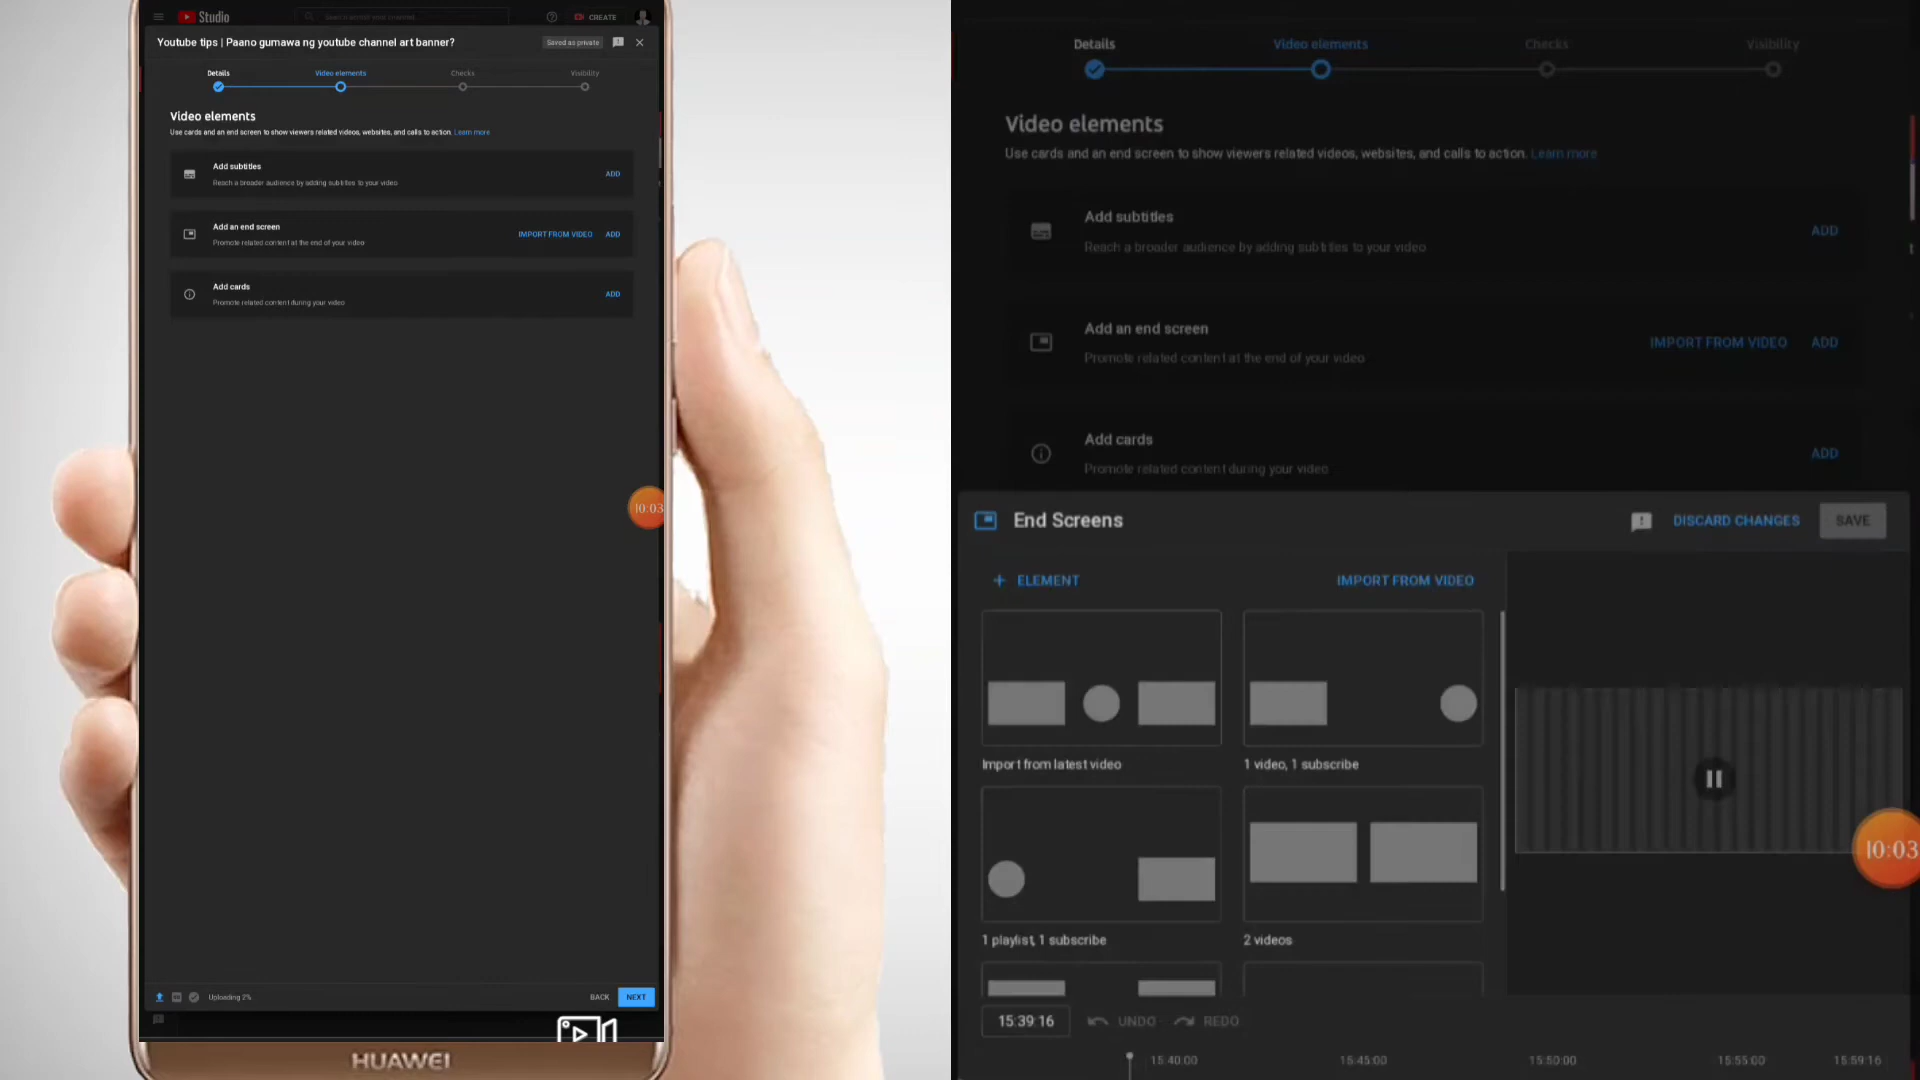 Studio
CREATE
Youtube tips | Paano gumawa ng youtube channel art banner?
Saved as private
Details
Video elements
Checks
Visibility
Video elements
Use cards and an end screen to show viewers related videos, websites, and calls to action. Learn more
Add subtitles
Reach a broader audience by adding subtitles to your video
ADD
Add an end screen
Promote related content at the end of your video
IMPORT FROM VIDEO
ADD
Add cards
Promote related content during your video
ADD
10:03
Uploading 2%
BACK
NEXT
HUAWEI
Details
Video elements
Checks
Visibility
Video elements
Use cards and an end screen to show viewers related videos, websites, and calls to action. Learn more
Add subtitles
Reach a broader audience by adding subtitles to your video
ADD
Add an end screen
Promote related content at the end of your video
IMPORT FROM VIDEO
ADD
Add cards
Promote related content during your video
ADD
End Screens
DISCARD CHANGES
SAVE
+ ELEMENT
IMPORT FROM VIDEO
Import from latest video
1 video, 1 subscribe
1 playlist, 1 subscribe
2 videos
10:03
15:39:16
UNDO
REDO
15:40:00
15:45:00
15:50:00
15:55:00
15:59:16